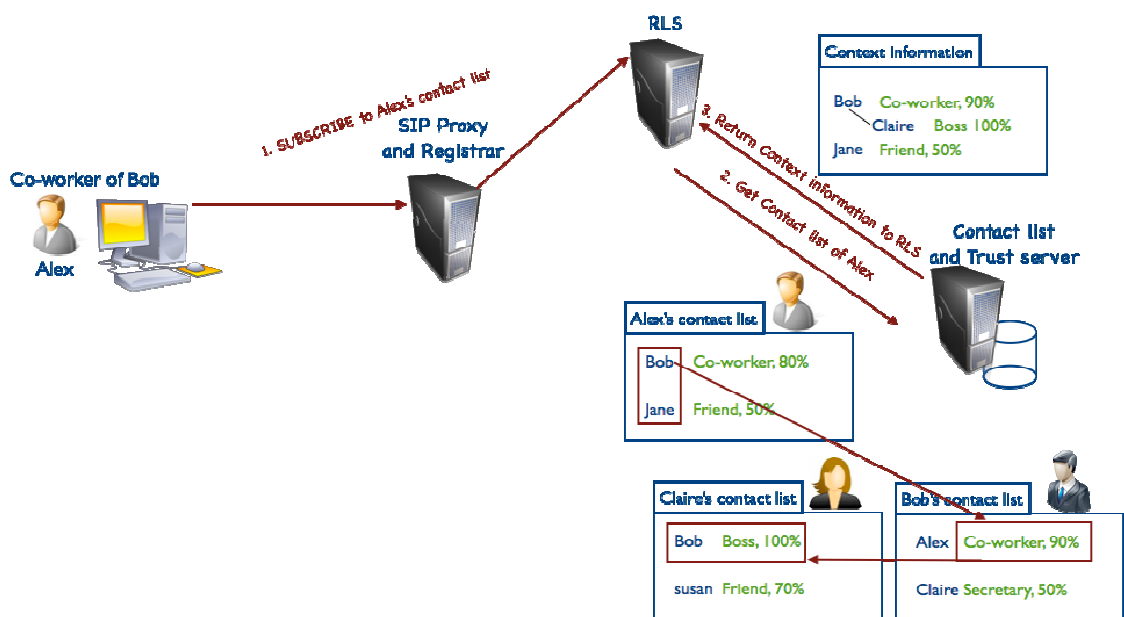 RLS
Context information
Bob Co-worker, 90%
Claire Boss 100%
Jane Friend, 50%
1. SUBSCRIBE to Alex's contact list
SIP Proxy
and Registrar
3. Return Context information to RLS
2. Get Contact list of Alex
Co-worker of Bob
Alex
Contact list
and Trust server
Alex's contact list
Bob Co-worker, 80%
Jane Friend, 50%
Claire's contact list
Bob Boss, 100%
susan Friend, 70%
Bob's contact list
Alex Co-worker, 90%
Claire Secretary, 50%